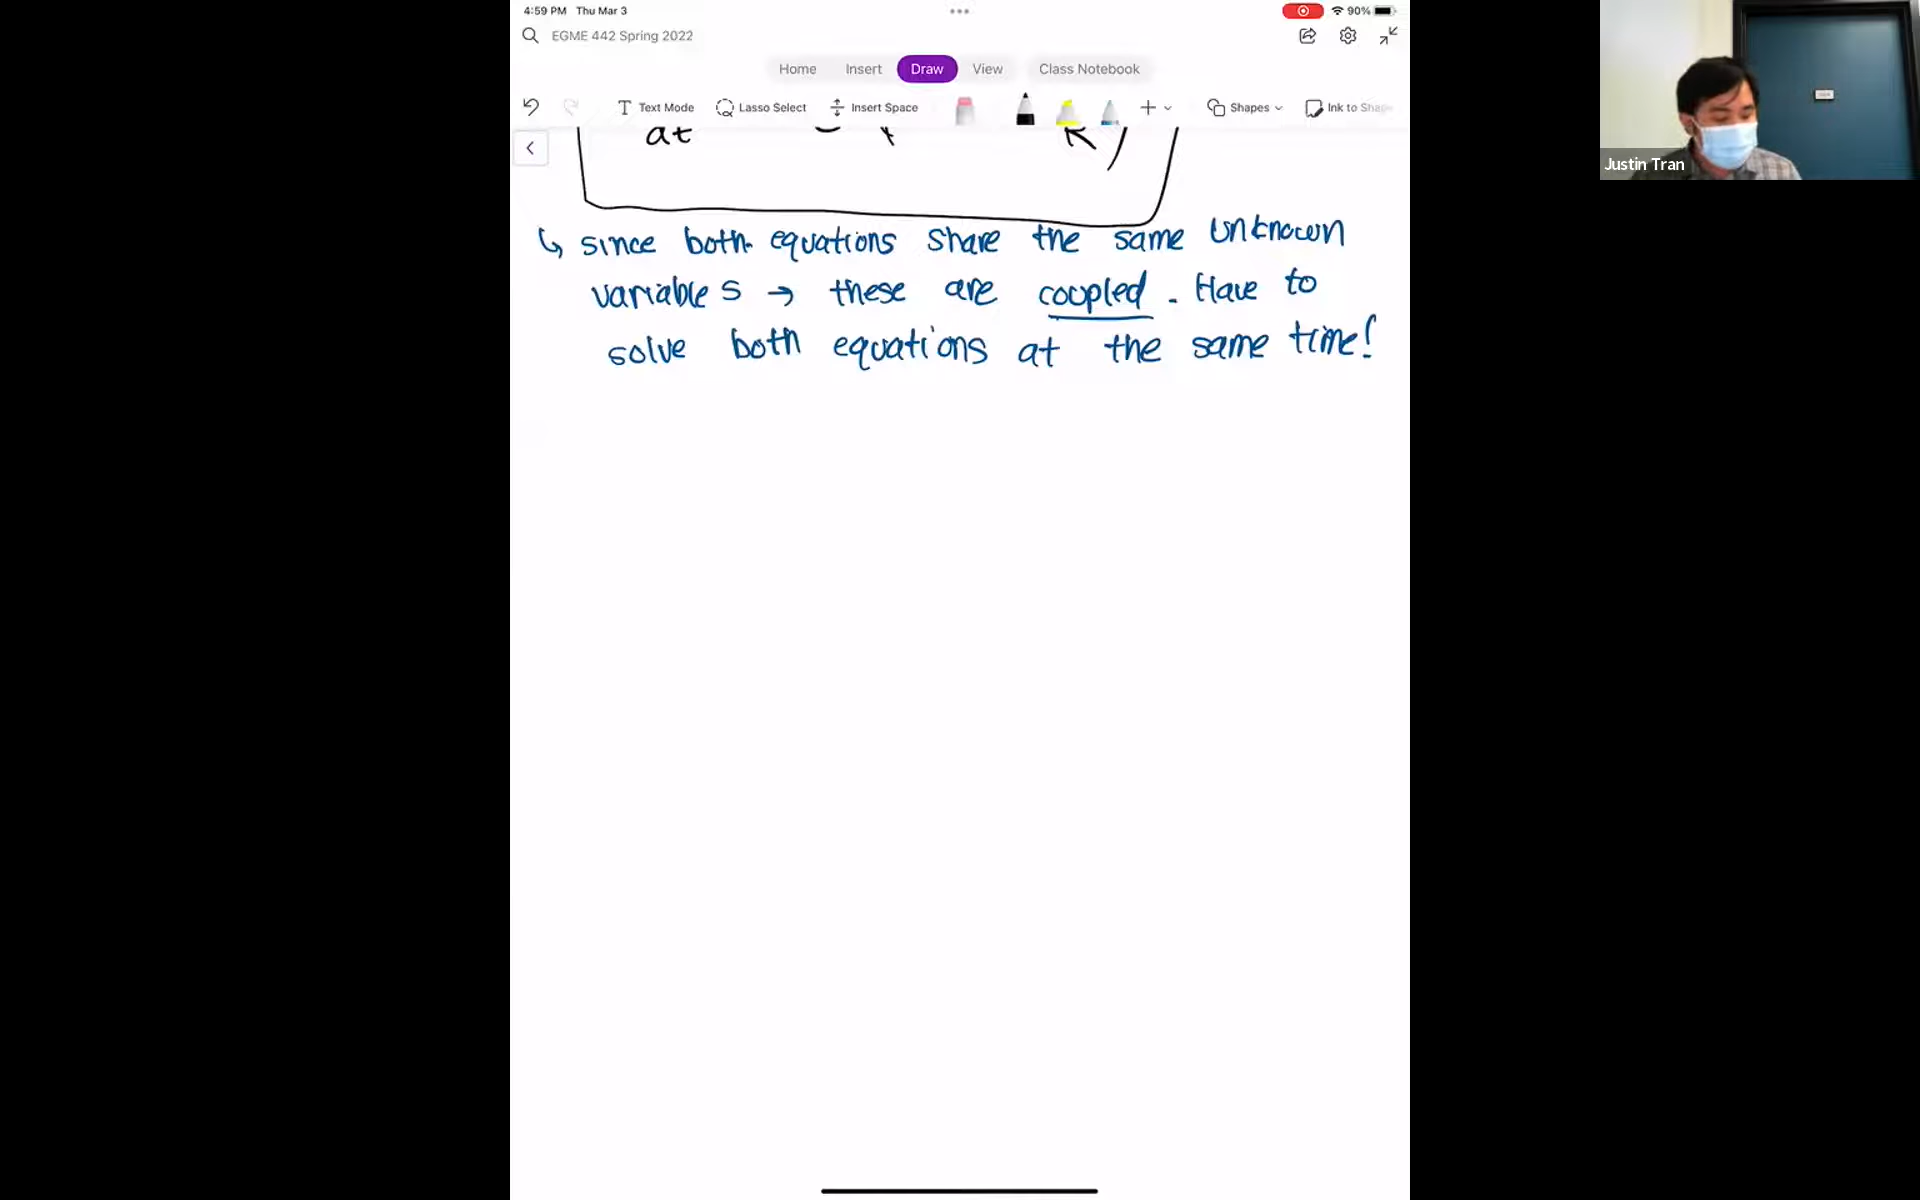 4:59 PM Thu Mar 3
90%
EGME 442 Spring 2022
Home Insert Draw View Class Notebook
Text Mode Lasso Select Insert Space Shapes Ink to Shape
since both equations share the same unknown
variables → these are coupled. Have to
solve both equations at the same time!
Justin Tran